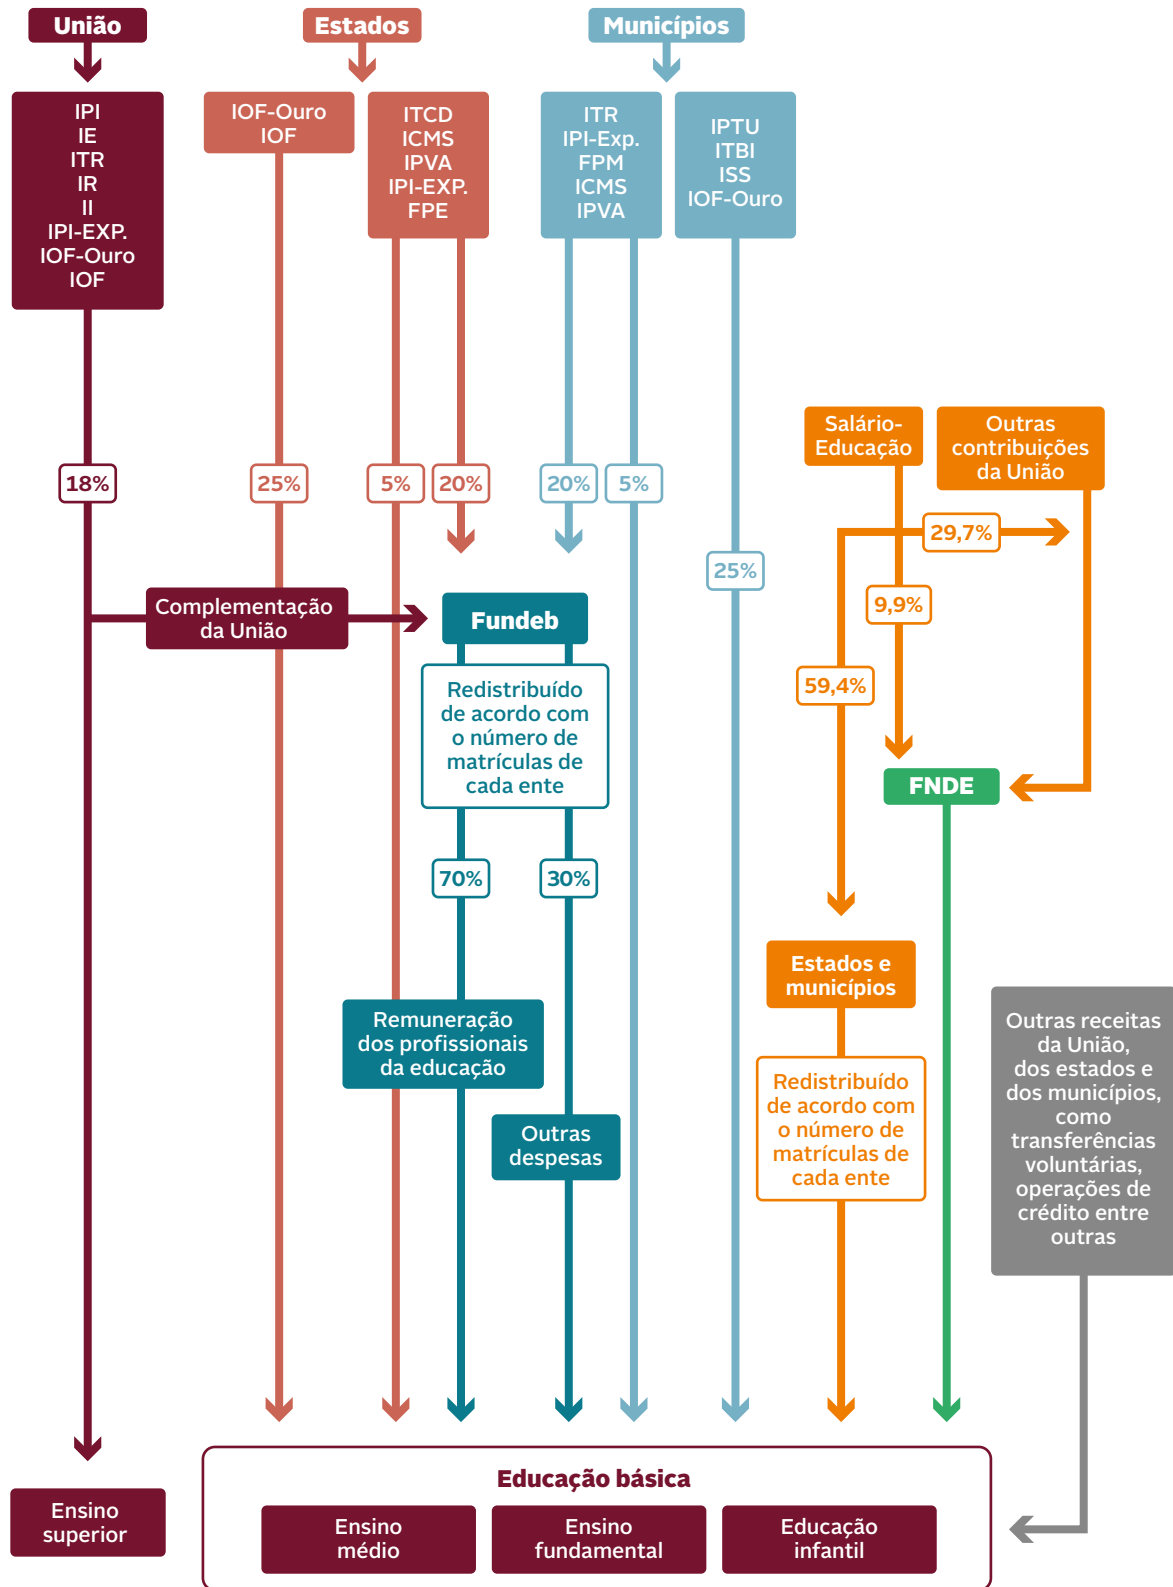 União
Estados
Municípios
IPI
IE
ITR
IR
II
IPI-EXP.
IOF-Ouro
IOF
IOF-Ouro
IOF
ITCD
ICMS
IPVA
IPI-EXP.
FPE
ITR
IPI-Exp.
FPM
ICMS
IPVA
IPTU
ITBI
ISS
IOF-Ouro
Salário-
Educação
Outras
contribuições
da União
18%
25%
5%
20%
20%
5%
29,7%
25%
9,9%
Complementação
da União
Fundeb
59,4%
Redistribuído
de acordo com
o número de
matrículas de
cada ente
FNDE
70%
30%
Estados e
municípios
Remuneração
dos profissionais
da educação
Outras receitas
da União,
dos estados e
dos municípios,
como
transferências
voluntárias,
operações de
crédito entre
outras
Redistribuído
de acordo com
o número de
matrículas de
cada ente
Outras
despesas
Educação básica
Ensino
superior
Ensino
médio
Ensino
fundamental
Educação
infantil